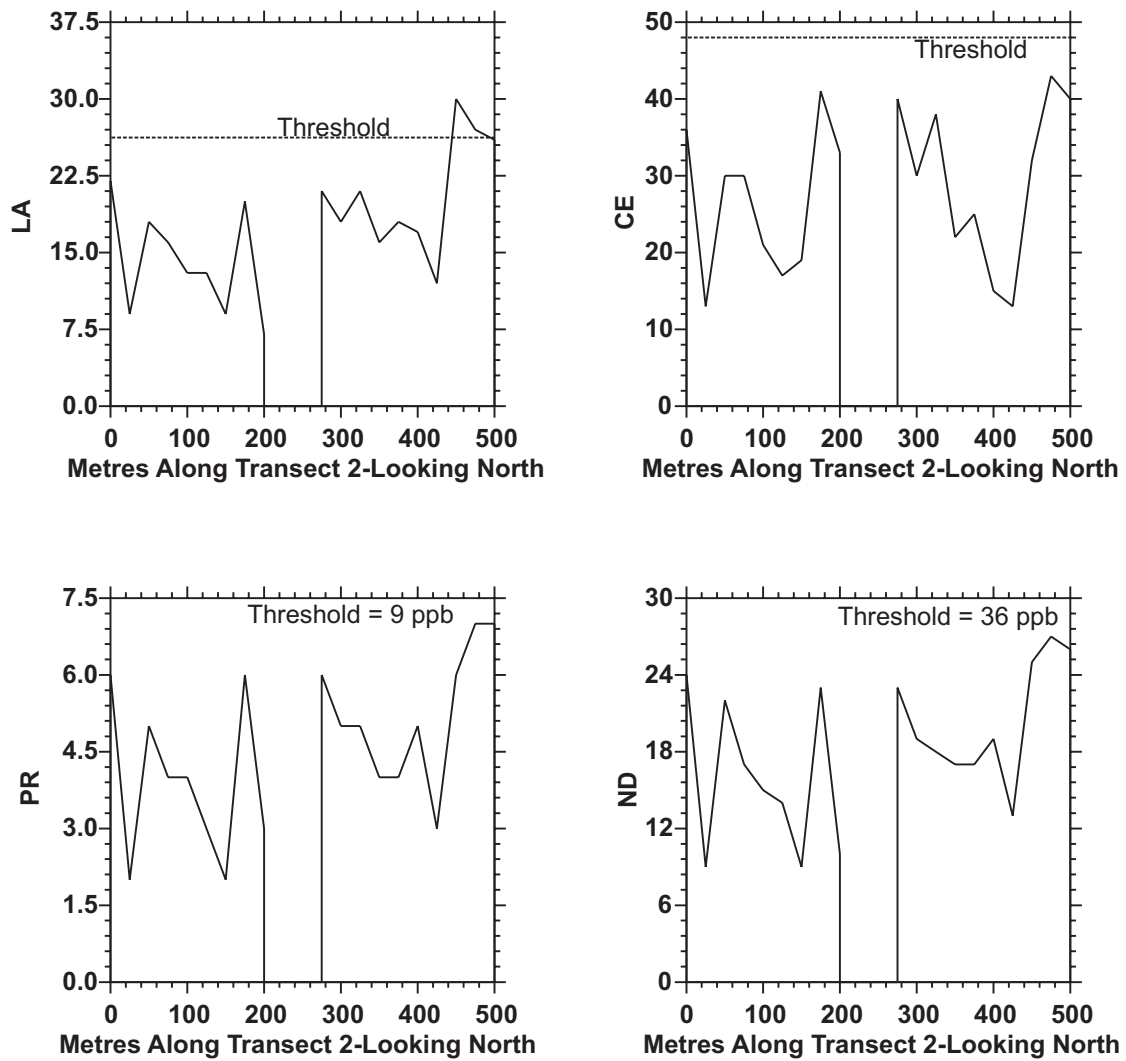 37.5
30.0
22.5
15.0
7.5
0.0
LA
Threshold
0 100 200 300 400 500
Metres Along Transect 2-Looking North
50
40
30
20
10
0
CE
Threshold
0 100 200 300 400 500
Metres Along Transect 2-Looking North
7.5
6.0
4.5
3.0
1.5
0.0
PR
Threshold = 9 ppb
0 100 200 300 400 500
Metres Along Transect 2-Looking North
30
24
18
12
6
0
ND
Threshold = 36 ppb
0 100 200 300 400 500
Metres Along Transect 2-Looking North